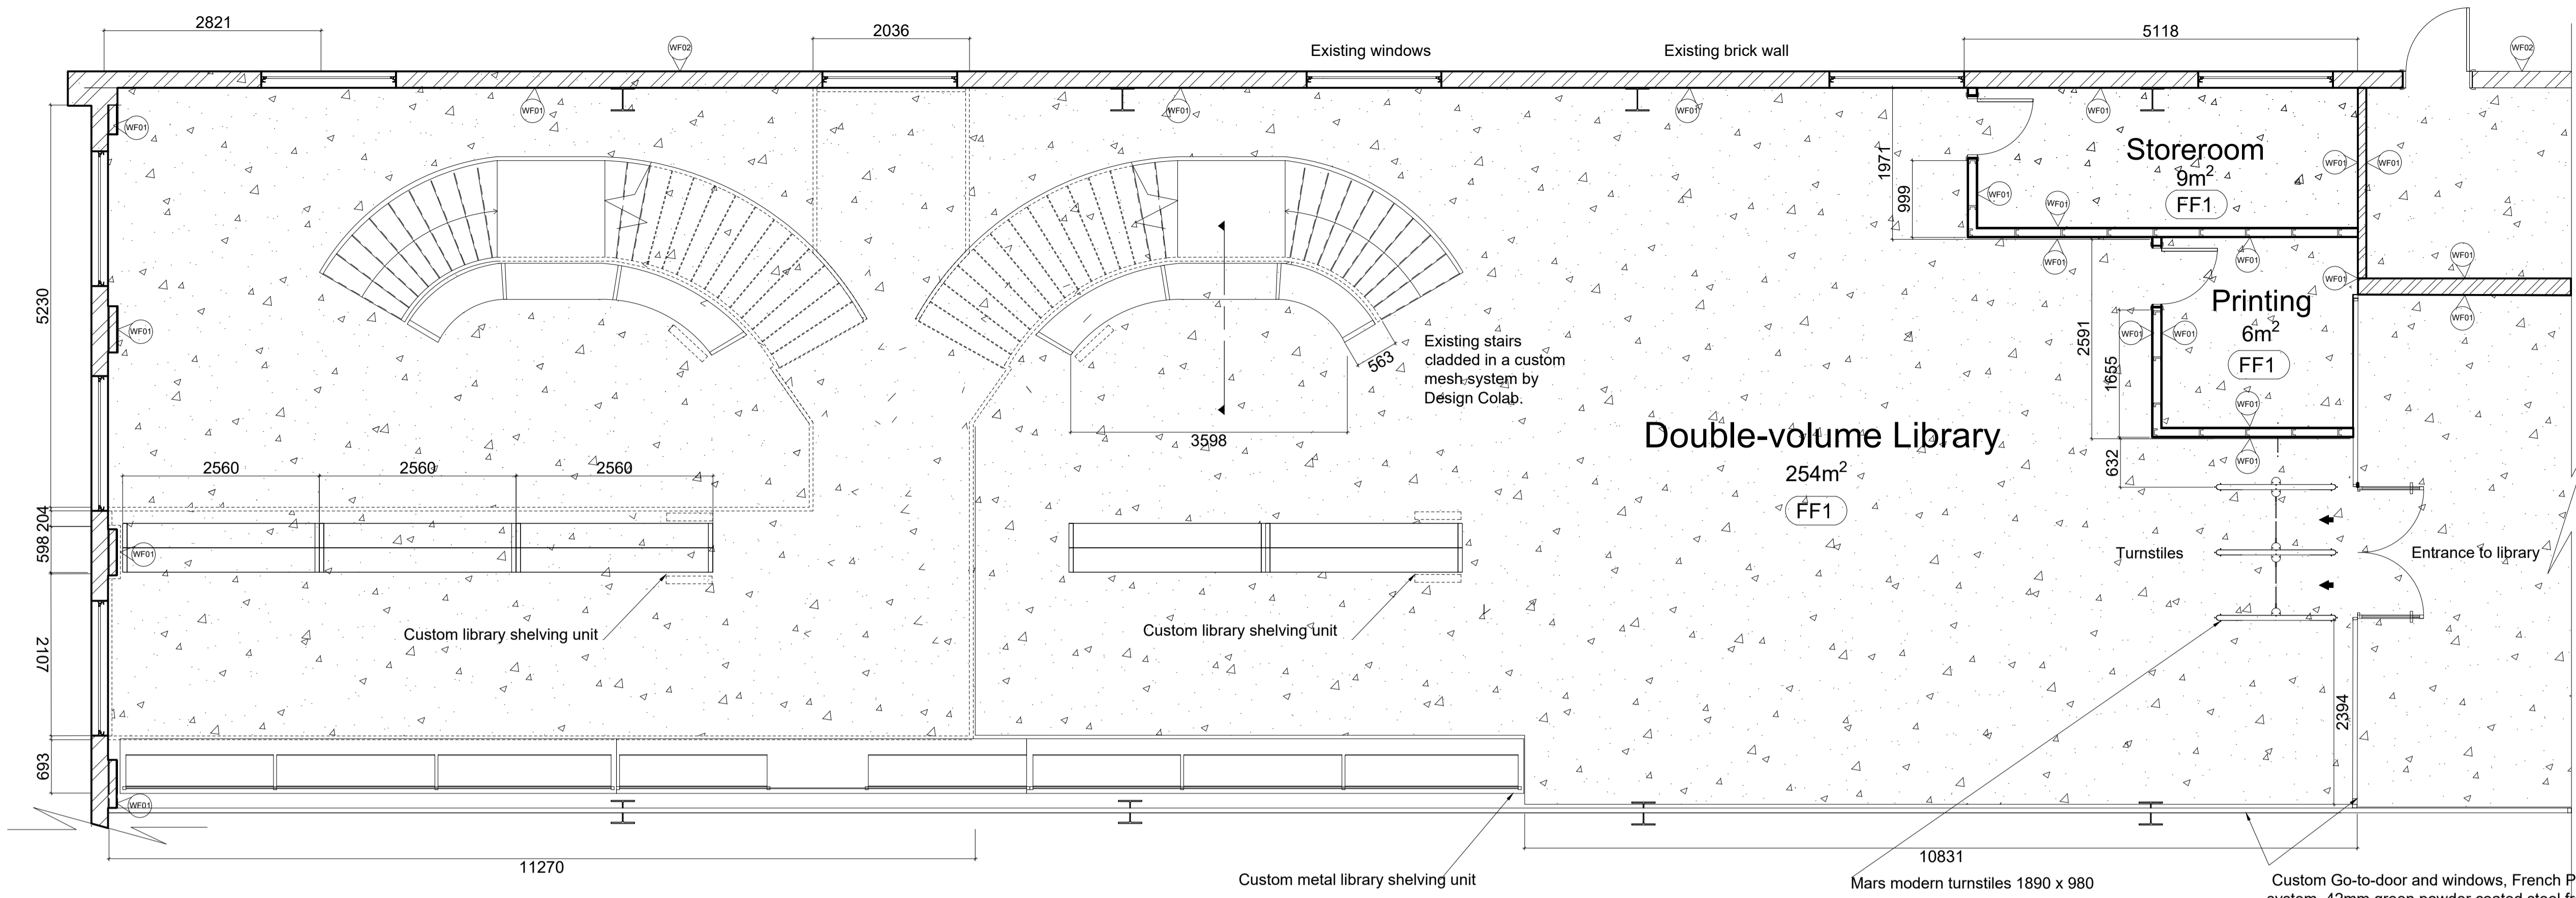 2821
2036
5118
WF02
Existing windows
Existing brick wall
WF02
WF01
WF01
WF01
WF01
WF01
Storeroom
9m²
FF1
WF01
WF01
1971
999
WF01
WF01
WF01
WF01
WF01
WF01
WF01
5230
WF01
Printing
6m²
FF1
WF01
WF01
WF01
WF01
WF01
2591
1655
632
Existing stairs
cladded in a custom
mesh system by
Design Colab.
563
3598
Double-volume Library
254m²
FF1
2560
2560
2560
204
598
WF01
Turnstiles
Entrance to library
Custom library shelving unit
Custom library shelving unit
2107
2394
693
WF01
11270
10831
Custom metal library shelving unit
Mars modern turnstiles 1890 x 980
Custom Go-to-door and windows, French P